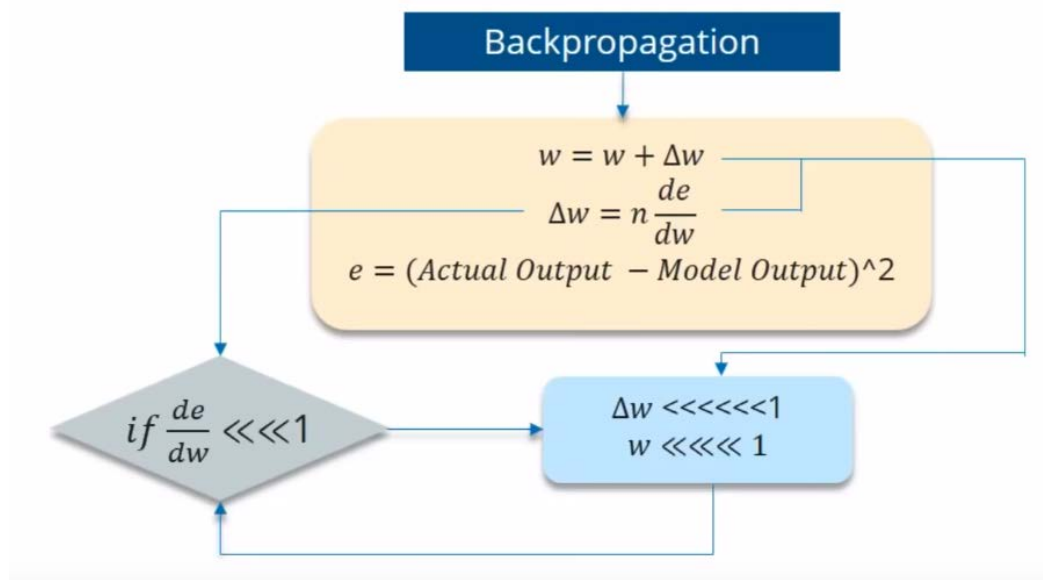 Backpropagation
w = w + Δw
Δw = n de/dw
e = (Actual Output − Model Output)^2
if de/dw ⋘1
Δw <<<<<<1
w ⋘≪ 1